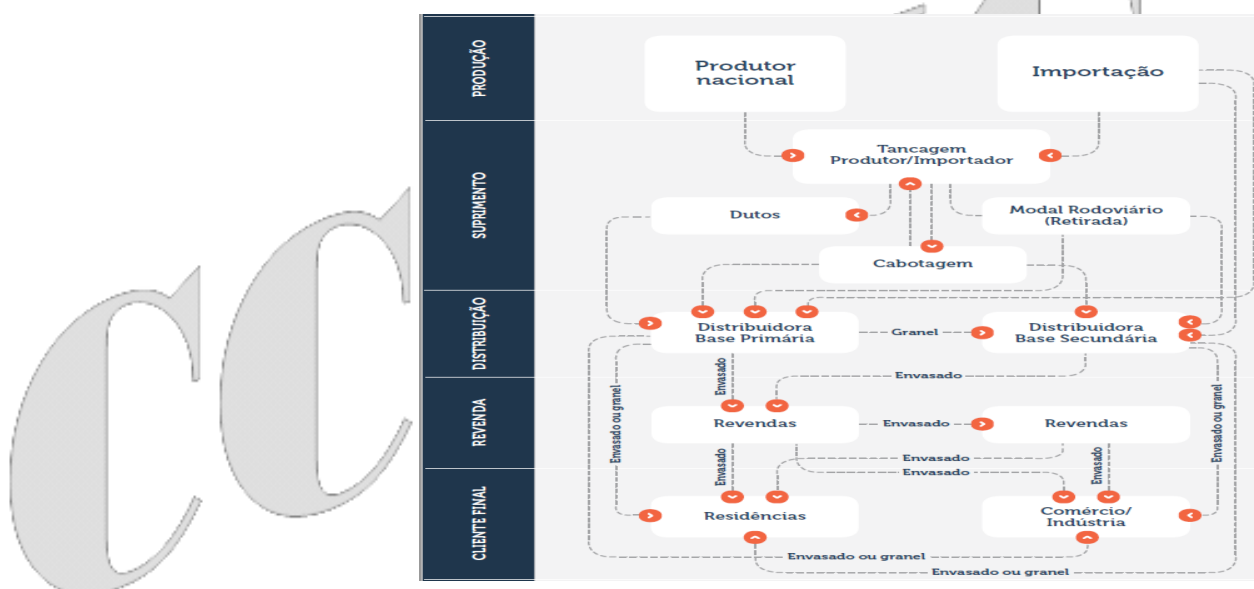 PRODUÇÃO
Produtor
nacional
Importação
SUPRIMENTO
Tancagem
Produtor/Importador
Dutos
Modal Rodoviário
(Retirada)
Cabotagem
DISTRIBUIÇÃO
Distribuidora
Base Primária
Granel
Distribuidora
Base Secundária
Envasado
Envasado
REVENDA
Revendas
Envasado
Revendas
Envasado ou granel
Envasado ou granel
Envasado
Envasado
Envasado
Envasado
CLIENTE FINAL
Residências
Comércio/
Indústria
Envasado ou granel
Envasado ou granel
CC